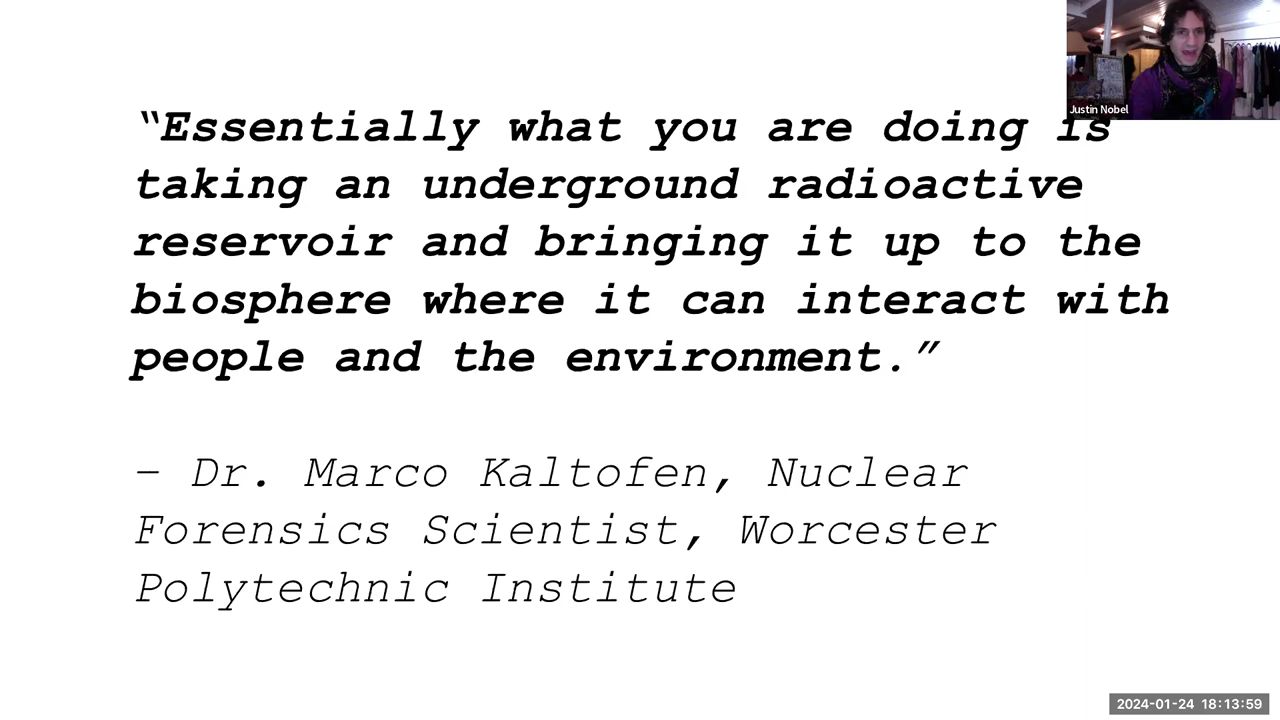 “Essentially what you are doing is
taking an underground radioactive
reservoir and bringing it up to the
biosphere where it can interact with
people and the environment.”
– Dr. Marco Kaltofen, Nuclear
Forensics Scientist, Worcester
Polytechnic Institute
Justin Nobel
2024-01-24 18:13:59